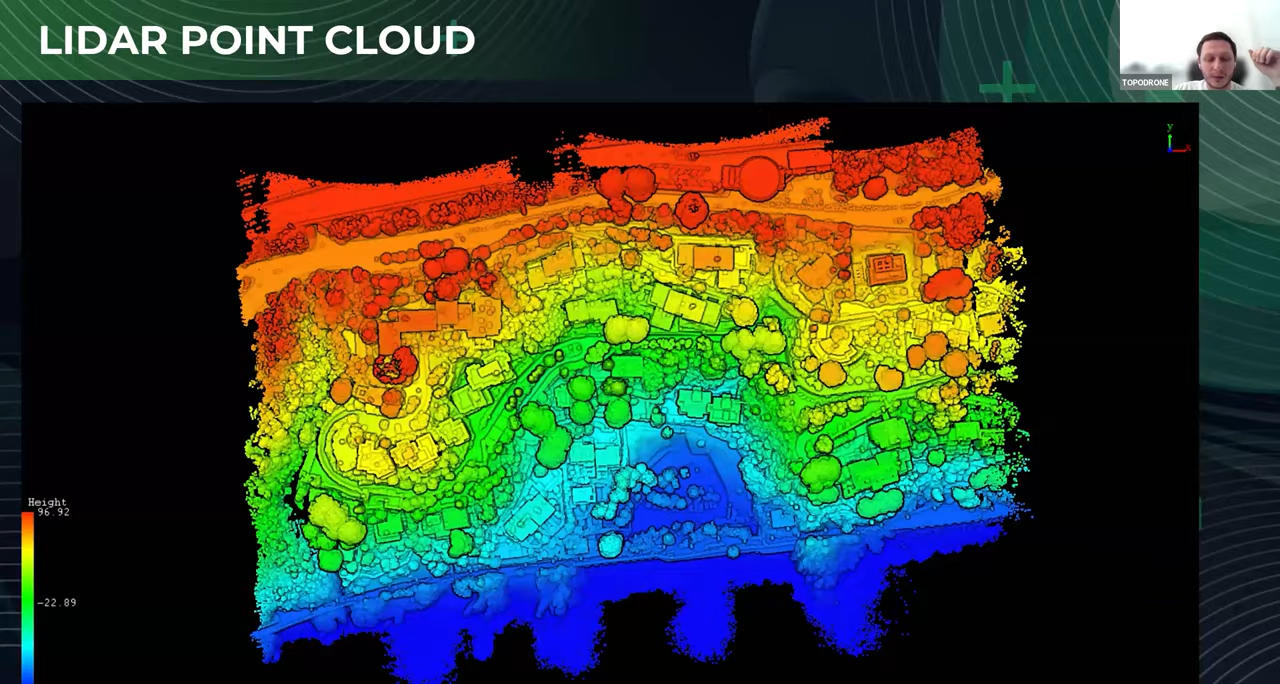 LIDAR POINT CLOUD
TOPODRONE
y
x
Height
96.92
-22.89